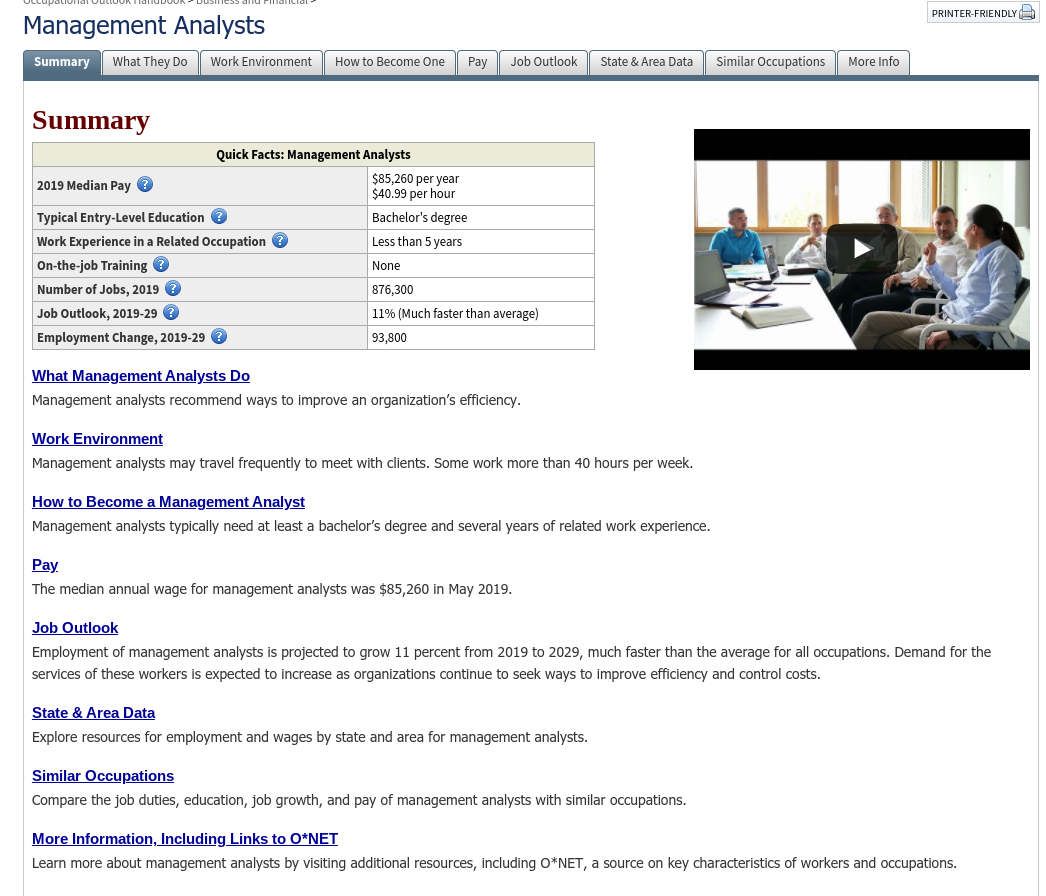 Occupational Outlook Handbook > Business and Financial >
Management Analysts
PRINTER-FRIENDLY
Summary
What They Do
Work Environment
How to Become One
Pay
Job Outlook
State & Area Data
Similar Occupations
More Info
Summary
Quick Facts: Management Analysts
2019 Median Pay ?
$85,260 per year
$40.99 per hour
Typical Entry-Level Education ?
Bachelor's degree
Work Experience in a Related Occupation ?
Less than 5 years
On-the-job Training ?
None
Number of Jobs, 2019 ?
876,300
Job Outlook, 2019-29 ?
11% (Much faster than average)
Employment Change, 2019-29 ?
93,800
What Management Analysts Do
Management analysts recommend ways to improve an organization’s efficiency.
Work Environment
Management analysts may travel frequently to meet with clients. Some work more than 40 hours per week.
How to Become a Management Analyst
Management analysts typically need at least a bachelor’s degree and several years of related work experience.
Pay
The median annual wage for management analysts was $85,260 in May 2019.
Job Outlook
Employment of management analysts is projected to grow 11 percent from 2019 to 2029, much faster than the average for all occupations. Demand for the
services of these workers is expected to increase as organizations continue to seek ways to improve efficiency and control costs.
State & Area Data
Explore resources for employment and wages by state and area for management analysts.
Similar Occupations
Compare the job duties, education, job growth, and pay of management analysts with similar occupations.
More Information, Including Links to O*NET
Learn more about management analysts by visiting additional resources, including O*NET, a source on key characteristics of workers and occupations.